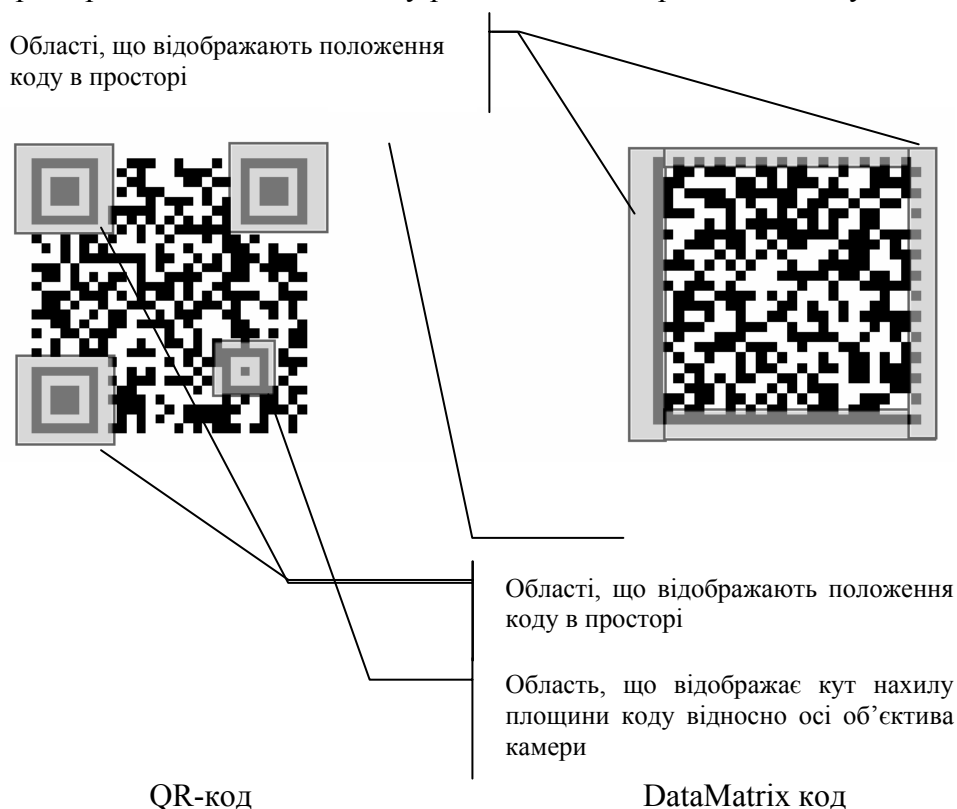 Області, що відображають положення
коду в просторі
Області, що відображають положення
коду в просторі
Область, що відображає кут нахилу
площини коду відносно осі об’єктива
камери
QR-код
DataMatrix код